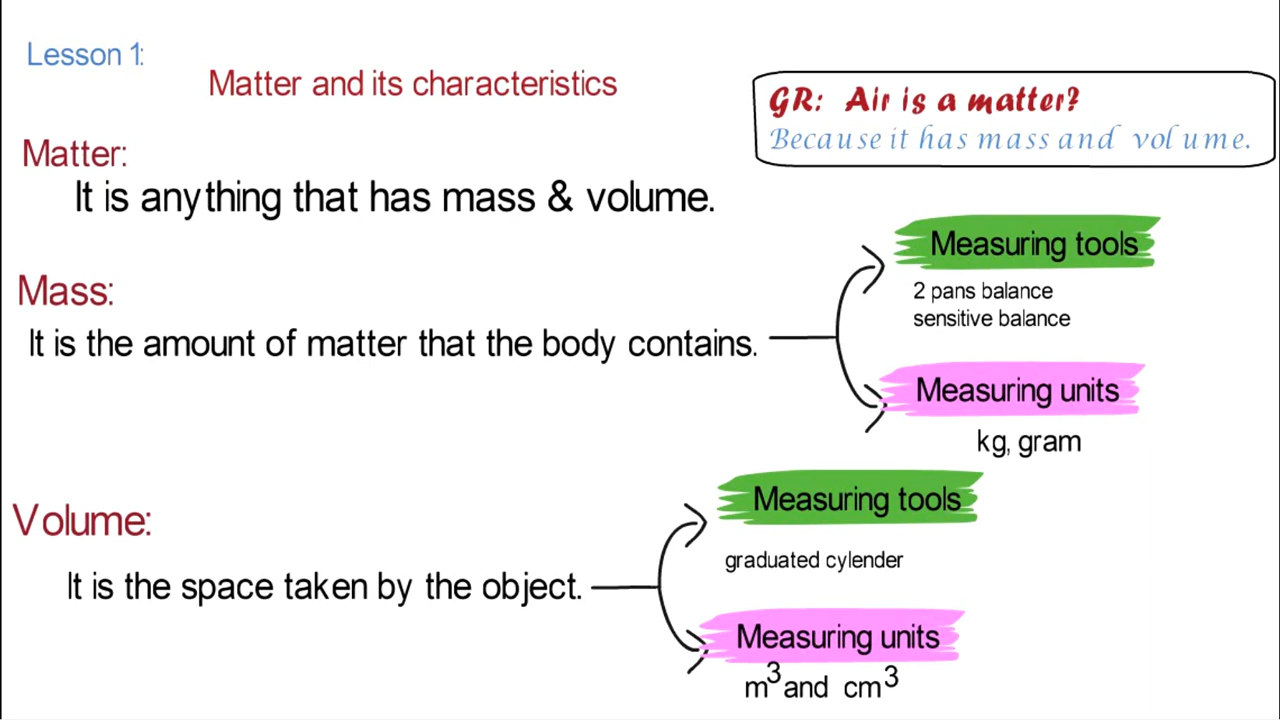 Lesson 1:
Matter and its characteristics
GR: Air is a matter?
Because it has mass and volume.
Matter:
It is anything that has mass & volume.
Mass:
It is the amount of matter that the body contains.
Measuring tools
2 pans balance
sensitive balance
Measuring units
kg, gram
Volume:
It is the space taken by the object.
Measuring tools
graduated cylender
Measuring units
m³ and cm³